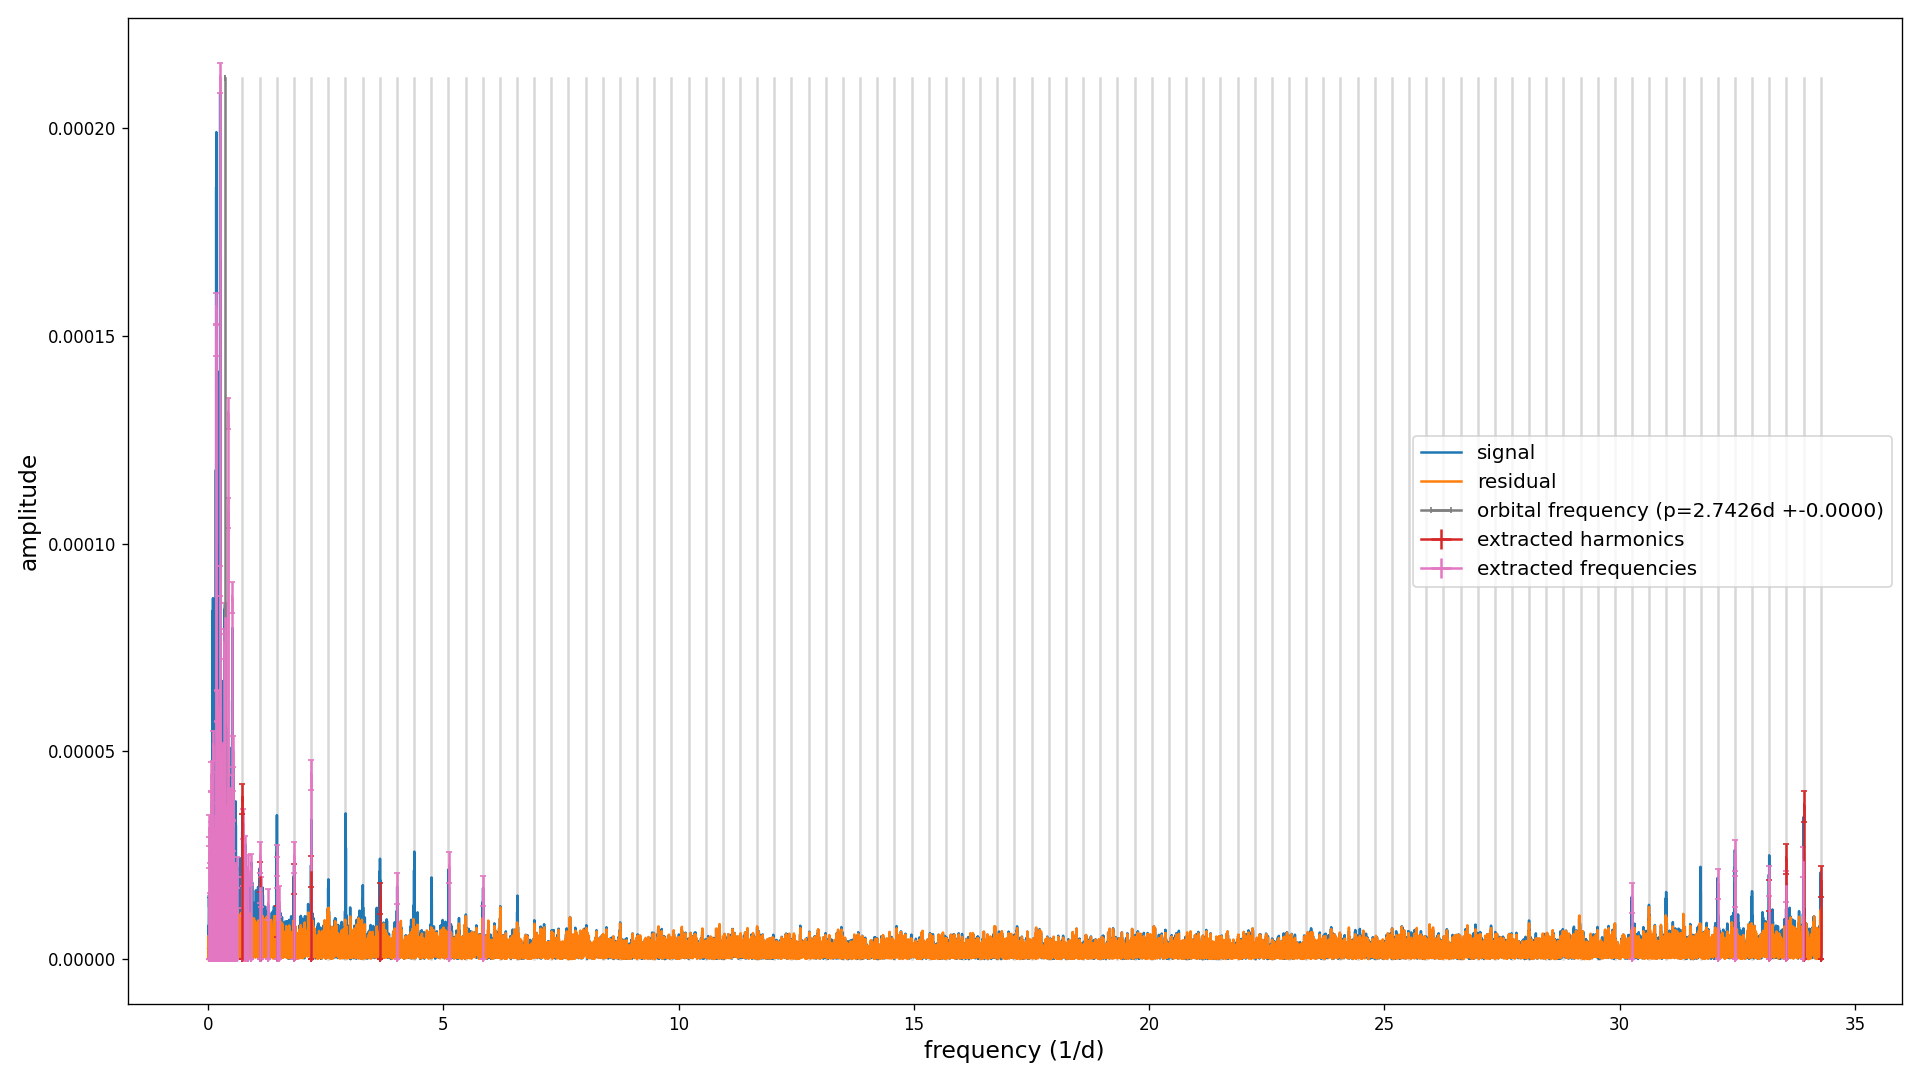 0.00020
0.00015
0.00010
0.00005
0.00000
amplitude
0 5 10 15 20 25 30 35
frequency (1/d)
signal
residual
orbital frequency (p=2.7426d +-0.0000)
extracted harmonics
extracted frequencies